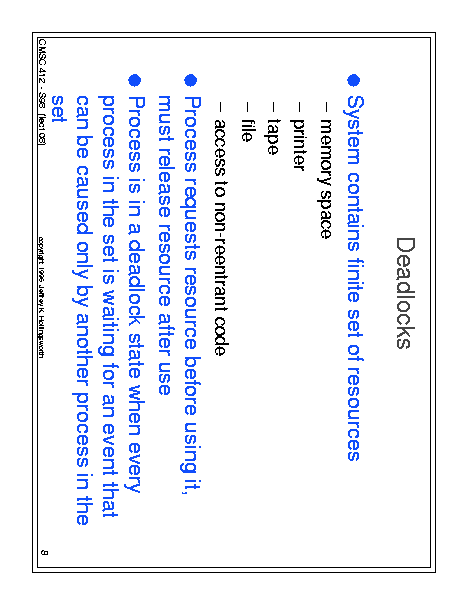 Deadlocks
● System contains finite set of resources
– memory space
– printer
– tape
– file
– access to non-reentrant code
● Process requests resource before using it,
must release resource after use
● Process is in a deadlock state when every
process in the set is waiting for an event that
can be caused only by another process in the
set
CMSC 412 - S96 (lect 08)
copyright 1996 Jeffrey K. Hollingsworth
8